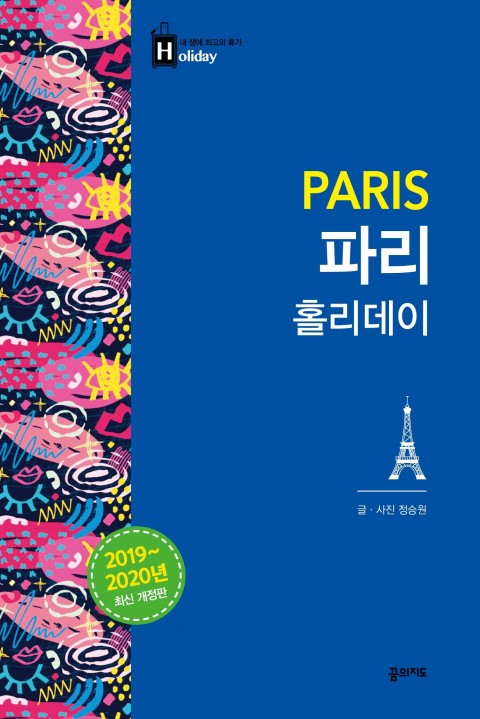 내 생애 최고의 휴가
Holiday
PARIS
파리
홀리데이
글 · 사진 정승원
2019~
2020년
최신 개정판
꿈의지도